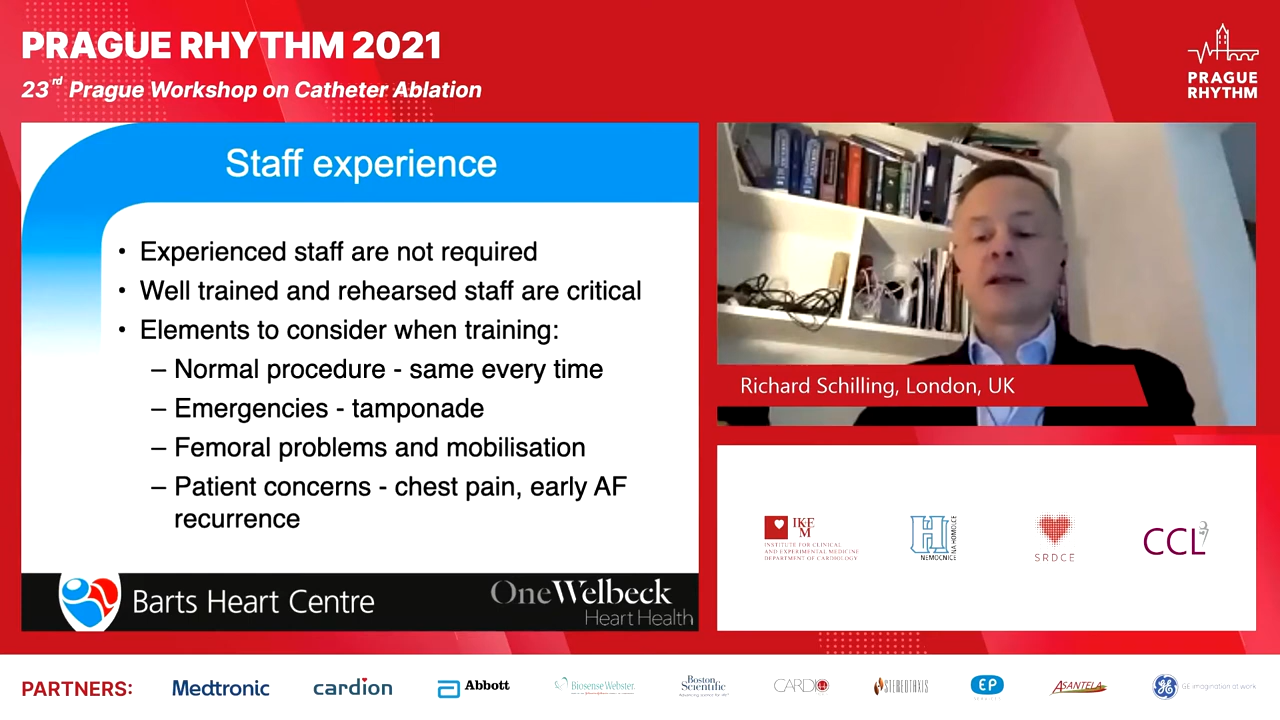 PRAGUE RHYTHM 2021
23rd Prague Workshop on Catheter Ablation
PRAGUE
RHYTHM
Staff experience
• Experienced staff are not required
• Well trained and rehearsed staff are critical
• Elements to consider when training:
– Normal procedure - same every time
– Emergencies - tamponade
– Femoral problems and mobilisation
– Patient concerns - chest pain, early AF
recurrence
Barts Heart Centre
OneWelbeck
Heart Health
Richard Schilling, London, UK
IKEM
INSTITUTE FOR CLINICAL
AND EXPERIMENTAL MEDICINE
DEPARTMENT OF CARDIOLOGY
NEMOCNICE
NA HOMOLCE
SRDCE
CCL
PARTNERS:
Medtronic
cardion
Abbott
Biosense Webster
Boston
Scientific
CARDIO
STEREOTAXIS
EP
SERVICES
ASANTELA
GE imagination at work